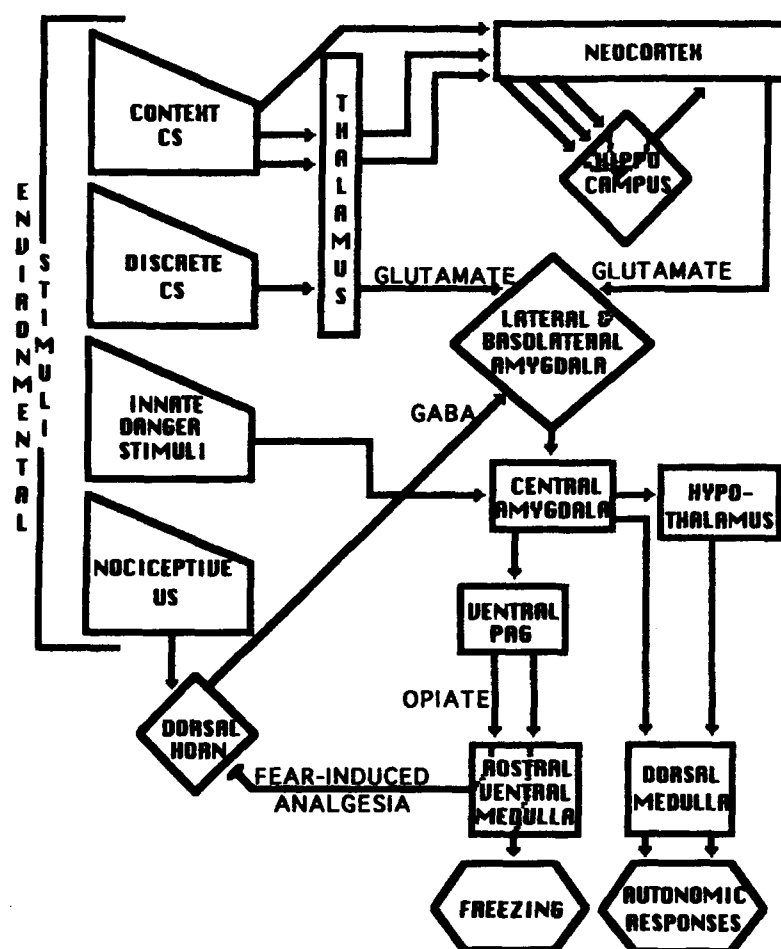 ENVIRONMENTAL
STIMULI
CONTEXT
CS
DISCRETE
CS
INNATE
DANGER
STIMULI
NOCICEPTIVE
US
THALAMUS
NEOCORTEX
HIPPO
CAMPUS
GLUTAMATE
GLUTAMATE
LATERAL &
BASOLATERAL
AMYGDALA
GABA
CENTRAL
AMYGDALA
HYPO-
THALAMUS
VENTRAL
PAG
OPIATE
DORSAL
HORN
FEAR-INDUCED
ANALGESIA
ROSTRAL
VENTRAL
MEDULLA
DORSAL
MEDULLA
FREEZING
AUTONOMIC
RESPONSES